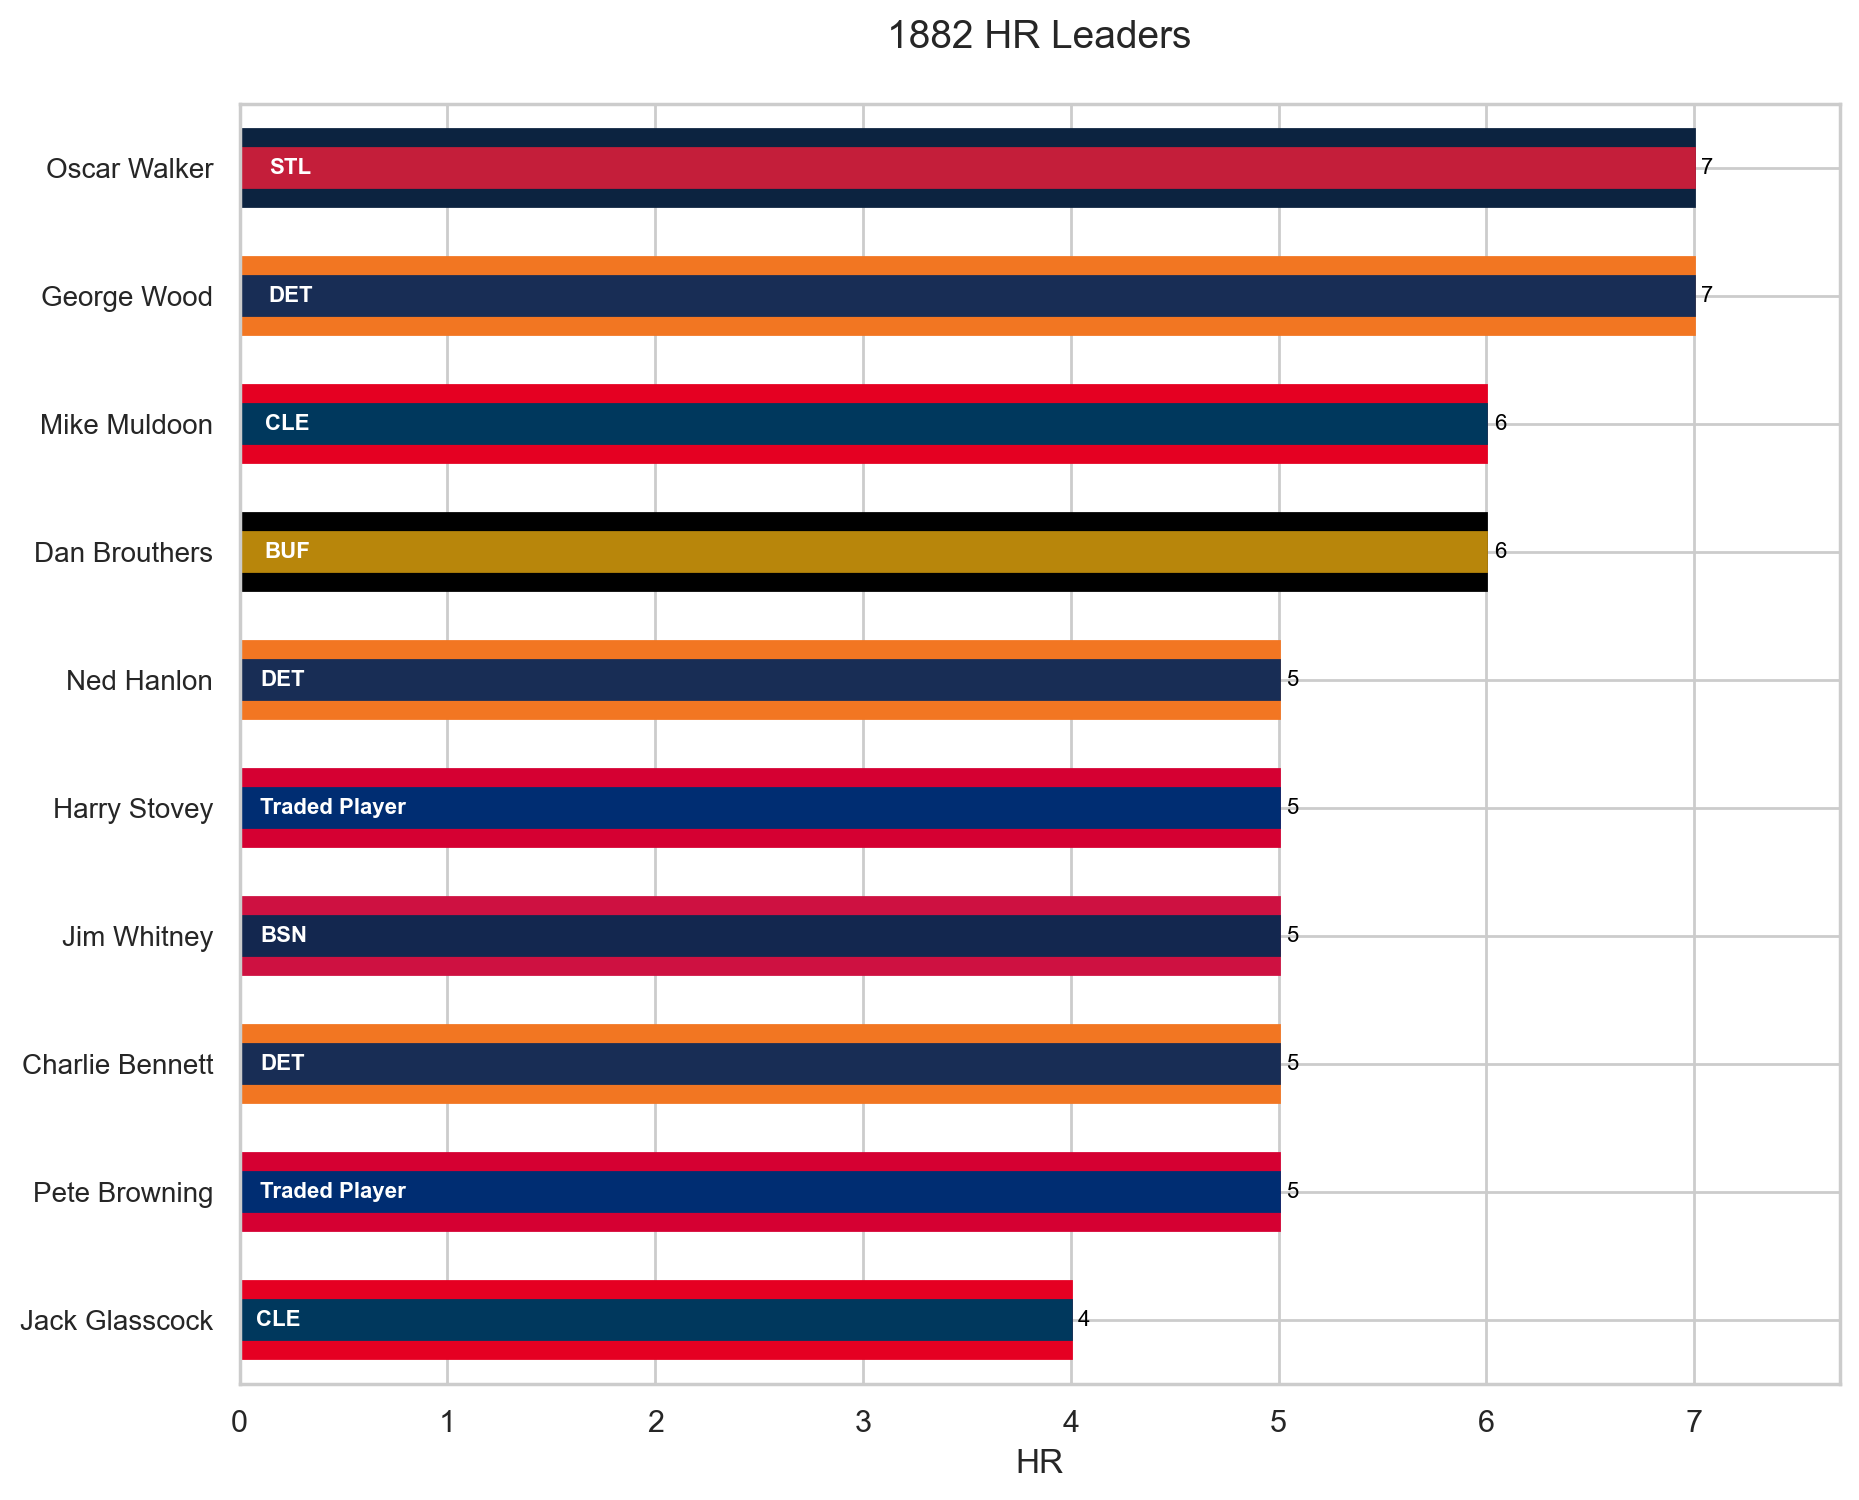 1882 HR Leaders
Oscar Walker STL 7
George Wood DET 7
Mike Muldoon CLE 6
Dan Brouthers BUF 6
Ned Hanlon DET 5
Harry Stovey Traded Player 5
Jim Whitney BSN 5
Charlie Bennett DET 5
Pete Browning Traded Player 5
Jack Glasscock CLE 4
0 1 2 3 4 5 6 7
HR